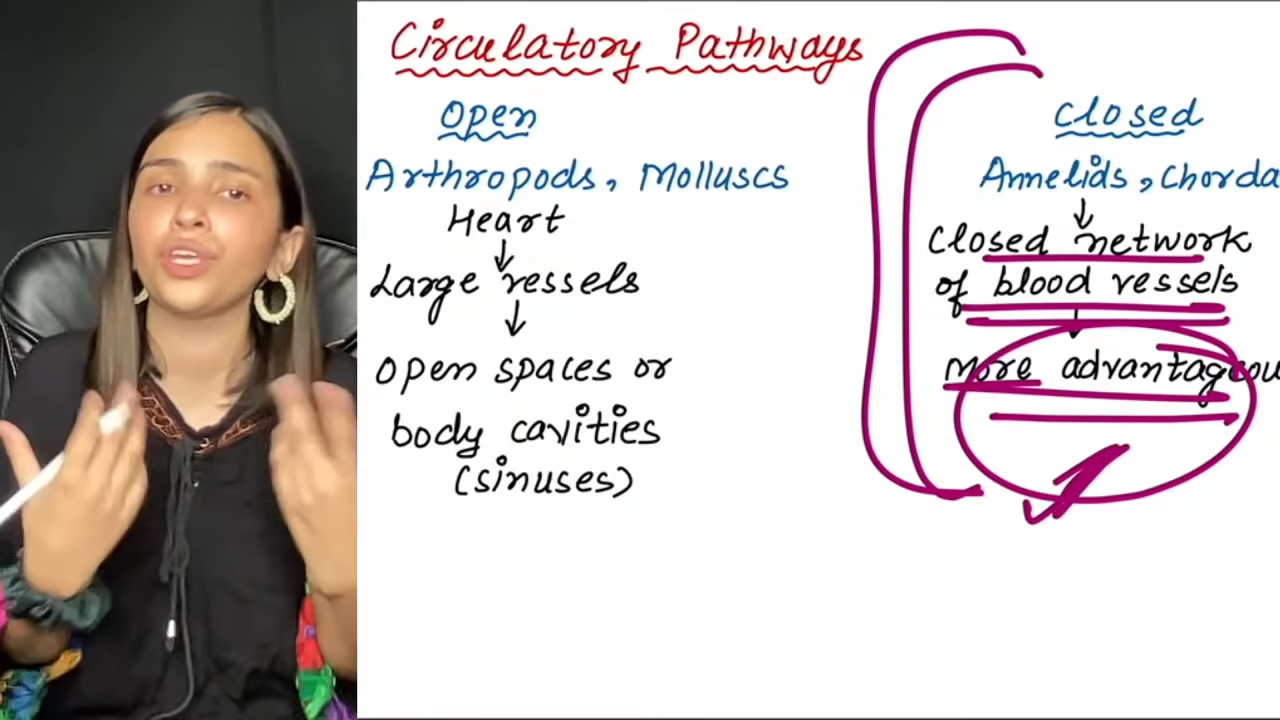 Circulatory Pathways
Open
Arthropods, Molluscs
Heart
Large vessels
Open spaces or
body cavities
(sinuses)
Closed
Annelids, Chorda
Closed network
of blood vessels
More advantageou